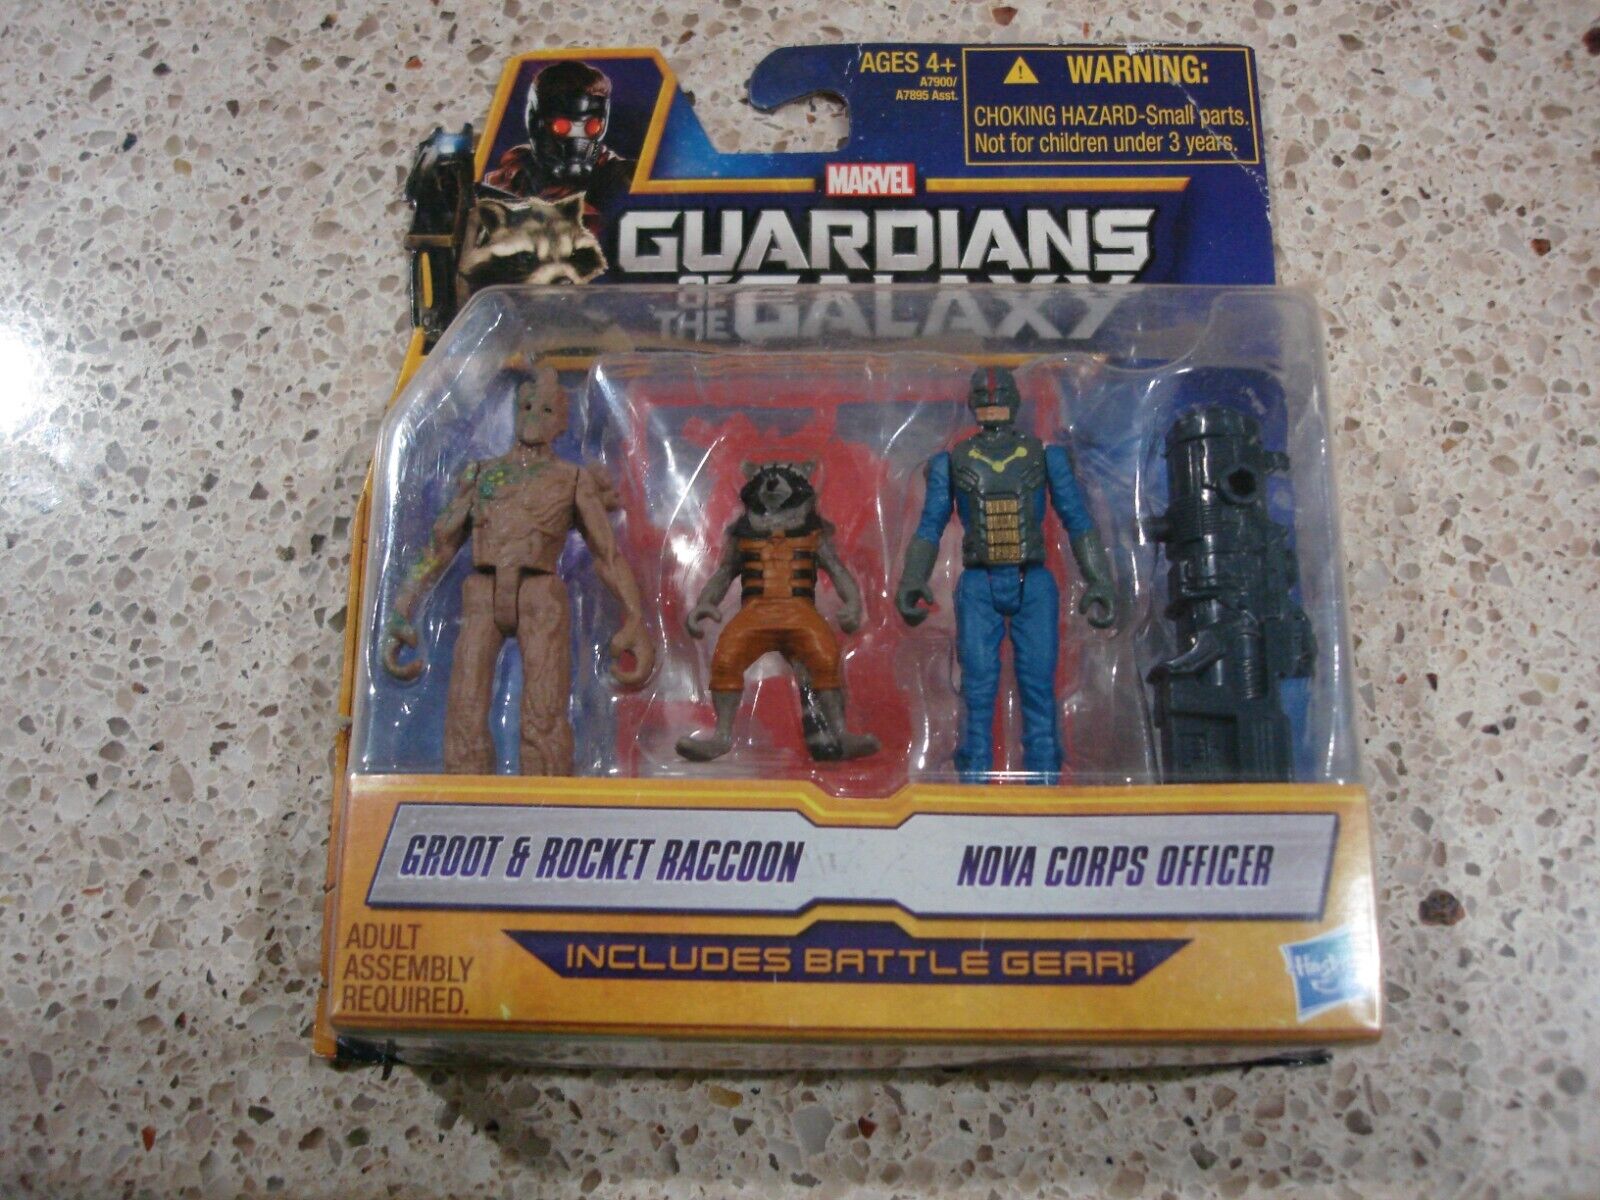 AGES 4+
A7900/
A7895 Asst.
WARNING:
CHOKING HAZARD-Small parts.
Not for children under 3 years.
MARVEL
GUARDIANS
OF THE GALAXY
GROOT & ROCKET RACCOON
NOVA CORPS OFFICER
ADULT
ASSEMBLY
REQUIRED.
INCLUDES BATTLE GEAR!
Hasbro